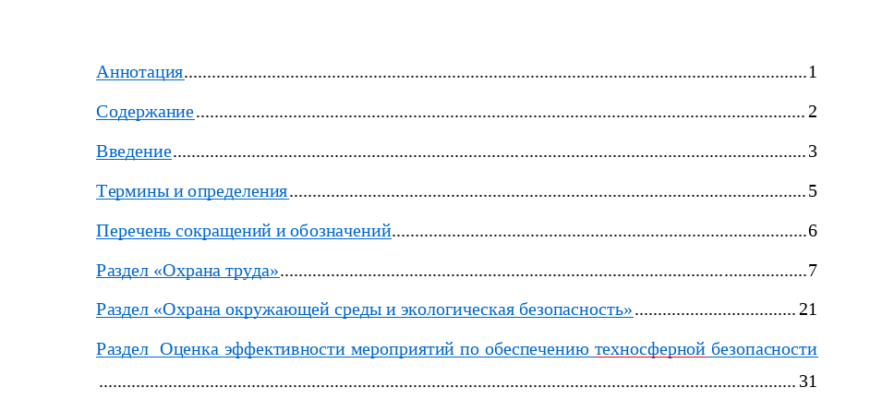 Аннотация.......................................................................................................................................1
Содержание.................................................................................................................................... 2
Введение......................................................................................................................................... 3
Термины и определения................................................................................................................ 5
Перечень сокращений и обозначений..........................................................................................6
Раздел «Охрана труда»..................................................................................................................7
Раздел «Охрана окружающей среды и экологическая безопасность»................................... 21
Раздел  Оценка эффективности мероприятий по обеспечению техносферной безопасности
....................................................................................................................................................... 31